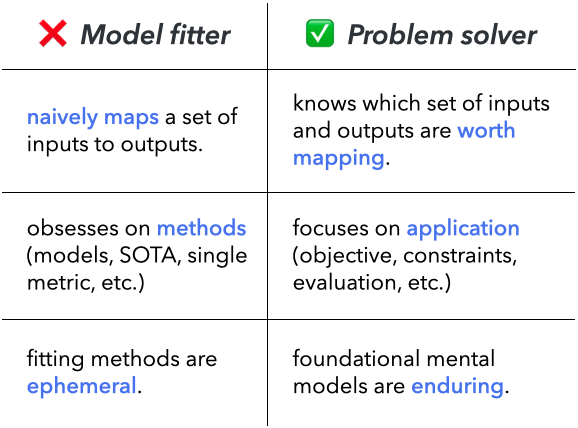 ❌ Model fitter
✅ Problem solver
naively maps a set of
inputs to outputs.
knows which set of inputs
and outputs are worth
mapping.
obsesses on methods
(models, SOTA, single
metric, etc.)
focuses on application
(objective, constraints,
evaluation, etc.)
fitting methods are
ephemeral.
foundational mental
models are enduring.